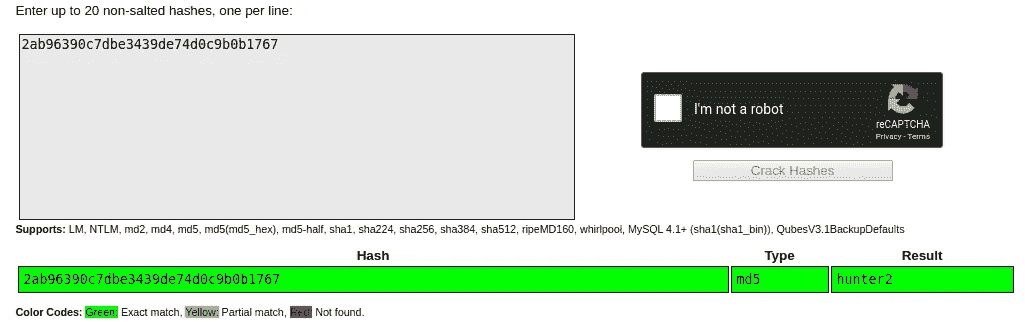 Enter up to 20 non-salted hashes, one per line:
2ab96390c7dbe3439de74d0c9b0b1767
I'm not a robot
reCAPTCHA
Privacy - Terms
Crack Hashes
Supports: LM, NTLM, md2, md4, md5, md5(md5_hex), md5-half, sha1, sha224, sha256, sha384, sha512, ripeMD160, whirlpool, MySQL 4.1+ (sha1(sha1_bin)), QubesV3.1BackupDefaults
Hash Type Result
2ab96390c7dbe3439de74d0c9b0b1767 md5 hunter2
Color Codes: Green: Exact match, Yellow: Partial match, Red: Not found.